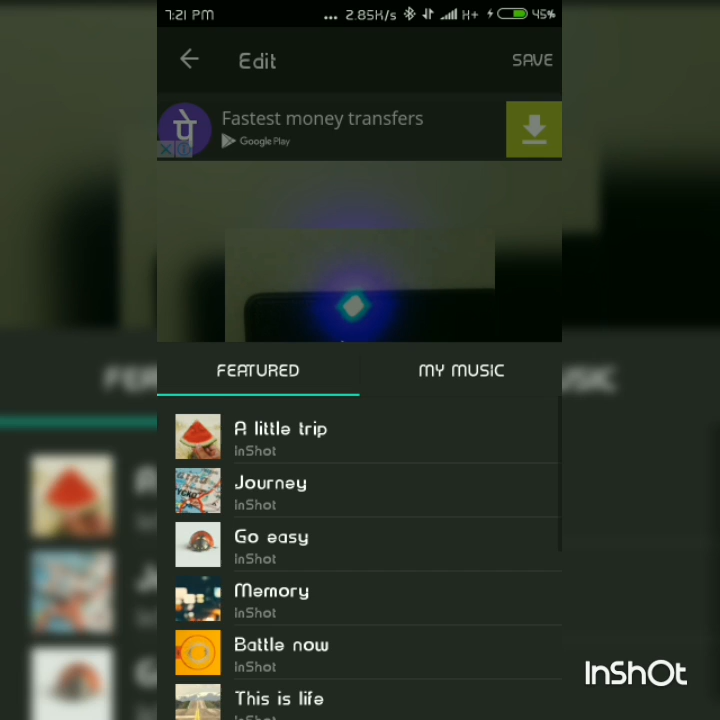 7:21 PM ... 2.85K/s H+ 45%
Edit SAVE
पे Fastest money transfers
Google Play
FEATURED MY MUSIC
A little trip
InShot
Journey
InShot
Go easy
InShot
Memory
InShot
Battle now
InShot
This is life
InShot
InShOt